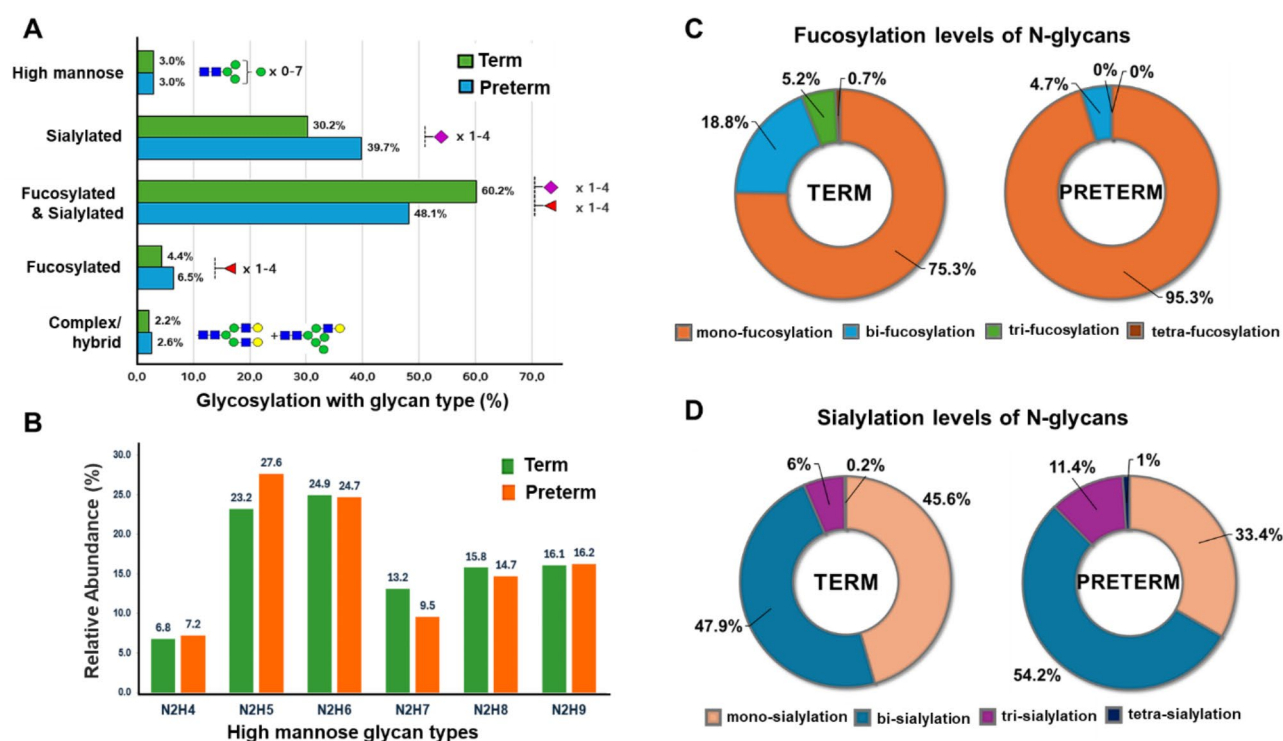 A
Term
Preterm
High mannose
3.0%
3.0%
x 0-7
Sialylated
30.2%
39.7%
x 1-4
Fucosylated
& Sialylated
60.2%
48.1%
x 1-4
x 1-4
Fucosylated
4.4%
6.5%
x 1-4
Complex/
hybrid
2.2%
2.6%
+
0,0 10,0 20,0 30,0 40,0 50,0 60,0 70,0
Glycosylation with glycan type (%)
B
Relative Abundance (%)
30.0
25.0
20.0
15.0
10.0
5.0
0.0
Term
Preterm
6.8 7.2
23.2 27.6
24.9 24.7
13.2 9.5
15.8 14.7
16.1 16.2
N2H4 N2H5 N2H6 N2H7 N2H8 N2H9
High mannose glycan types
C
Fucosylation levels of N-glycans
5.2% 0.7%
18.8%
TERM
75.3%
0% 0%
4.7%
PRETERM
95.3%
mono-fucosylation bi-fucosylation tri-fucosylation tetra-fucosylation
D
Sialylation levels of N-glycans
6% 0.2%
45.6%
TERM
47.9%
11.4% 1%
33.4%
PRETERM
54.2%
mono-sialylation bi-sialylation tri-sialylation tetra-sialylation